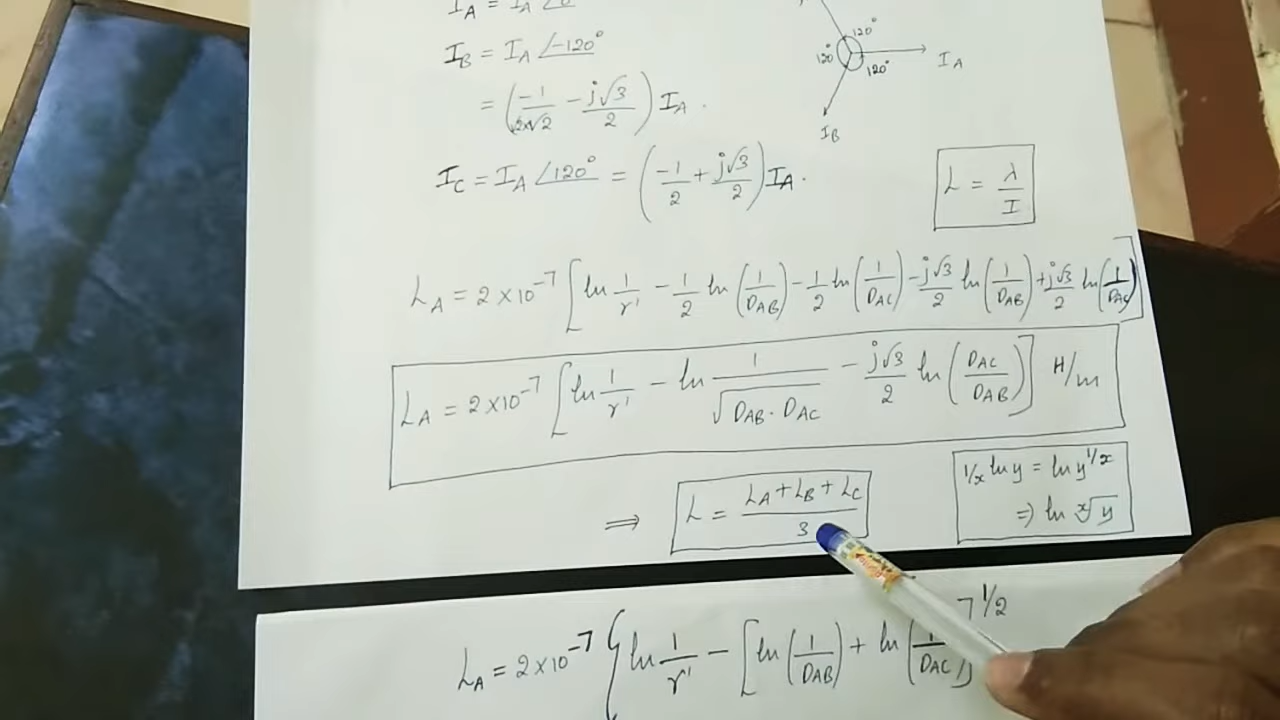 I_A = I_A ∠0
I_B = I_A ∠-120°
= (-1/2×√2 - j√3/2) I_A .
I_C = I_A ∠120° = (-1/2 + j√3/2) I_A .
120°
120°
120°
I_A
I_B
L = λ/I
L_A = 2×10⁻⁷ [ln 1/r' - 1/2 ln (1/D_AB) - 1/2 ln (1/D_AC) - j√3/2 ln (1/D_AB) + j√3/2 ln (1/D_AC)]
L_A = 2×10⁻⁷ [ln 1/r' - ln 1/√(D_AB · D_AC) - j√3/2 ln (D_AC/D_AB)] H/m
⇒ L = (L_A + L_B + L_C)/3
1/x ln y = ln y^(1/x)
⇒ ln ˣ√y
L_A = 2×10⁻⁷ {ln 1/r' - [ln (1/D_AB) + ln (1/D_AC)]^(1/2)